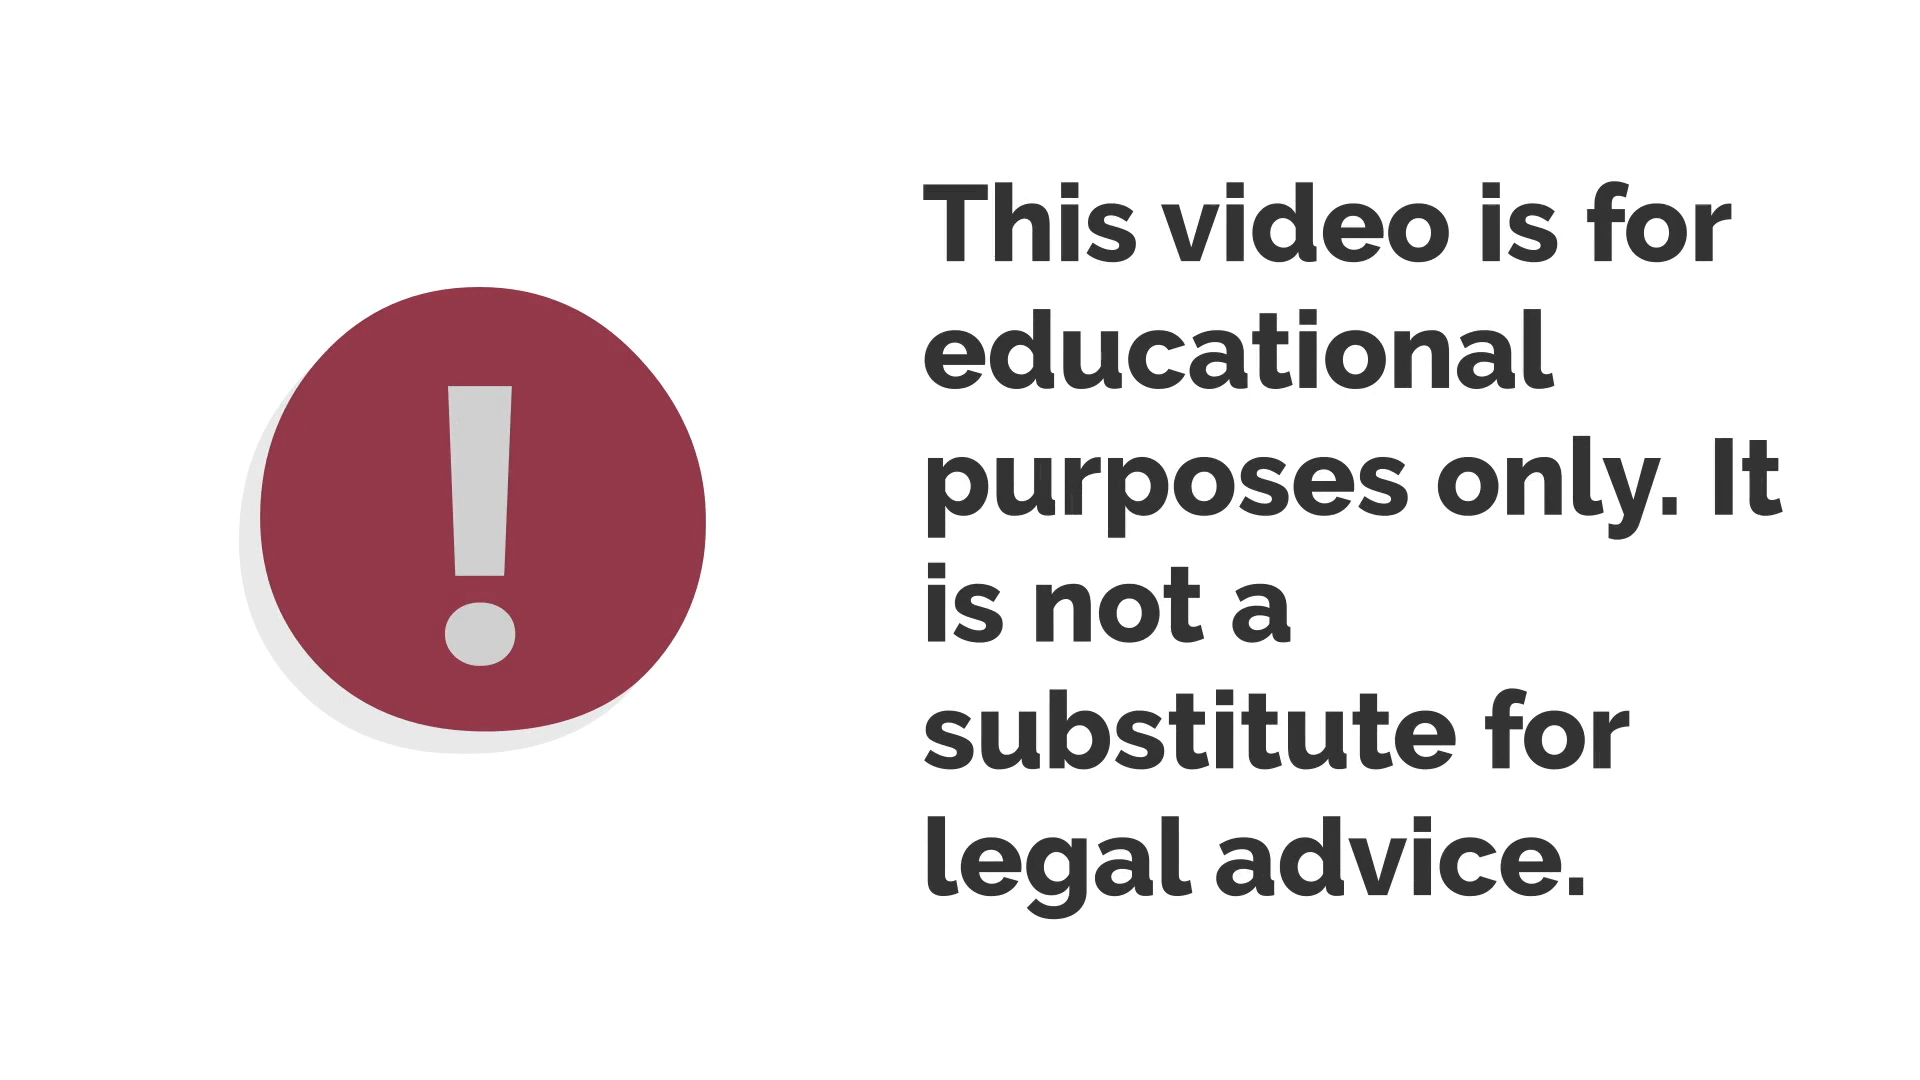 This video is for
educational
purposes only. It
is not a
substitute for
legal advice.